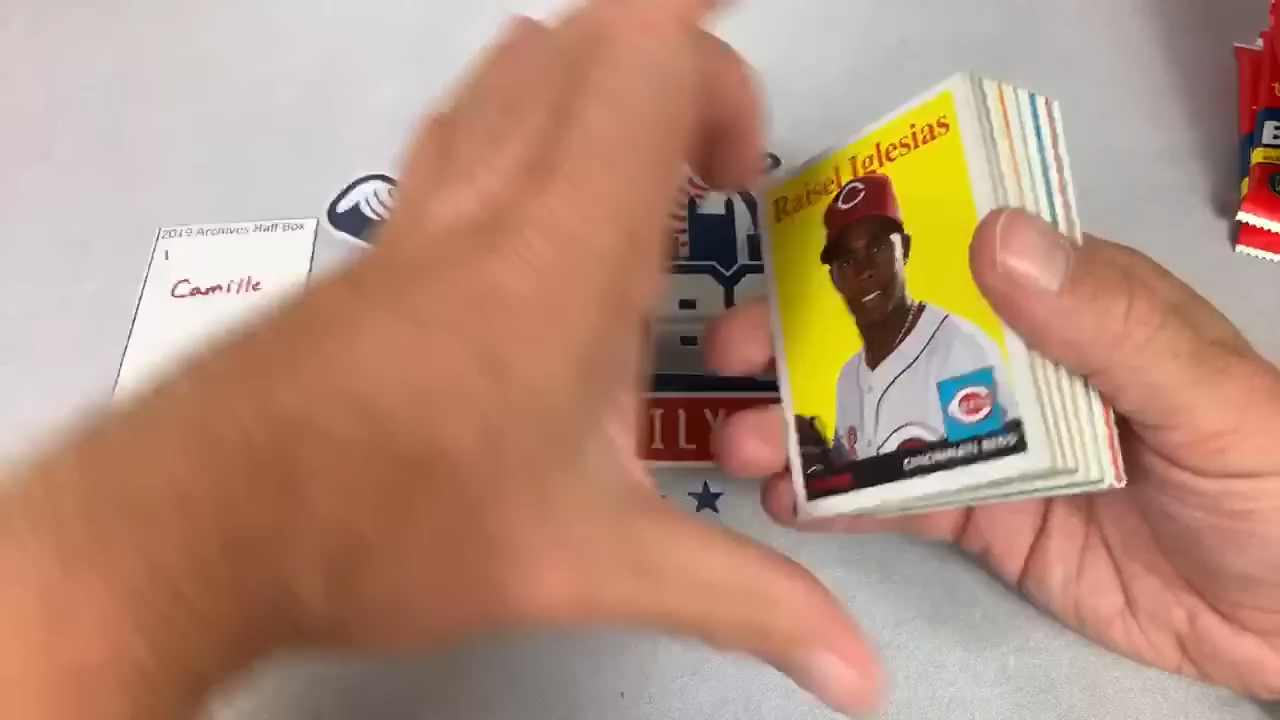 2019 Archives Half Box
1
Camille
Raisel Iglesias
CINCINNATI REDS
ILY
B